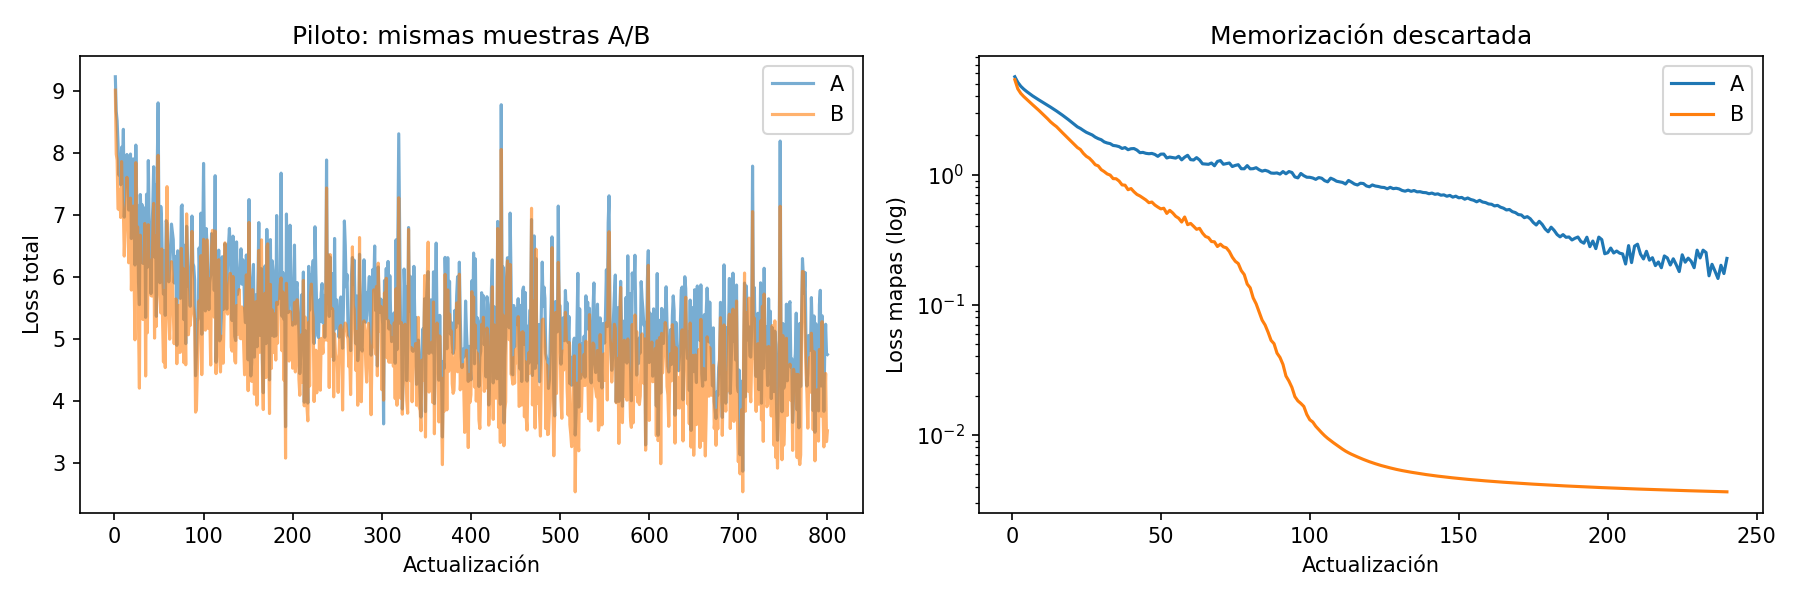 Piloto: mismas muestras A/B
Loss total
9
8
7
6
5
4
3
0 100 200 300 400 500 600 700 800
Actualización
A
B
Memorización descartada
Loss mapas (log)
10^0
10^-1
10^-2
0 50 100 150 200 250
Actualización
A
B